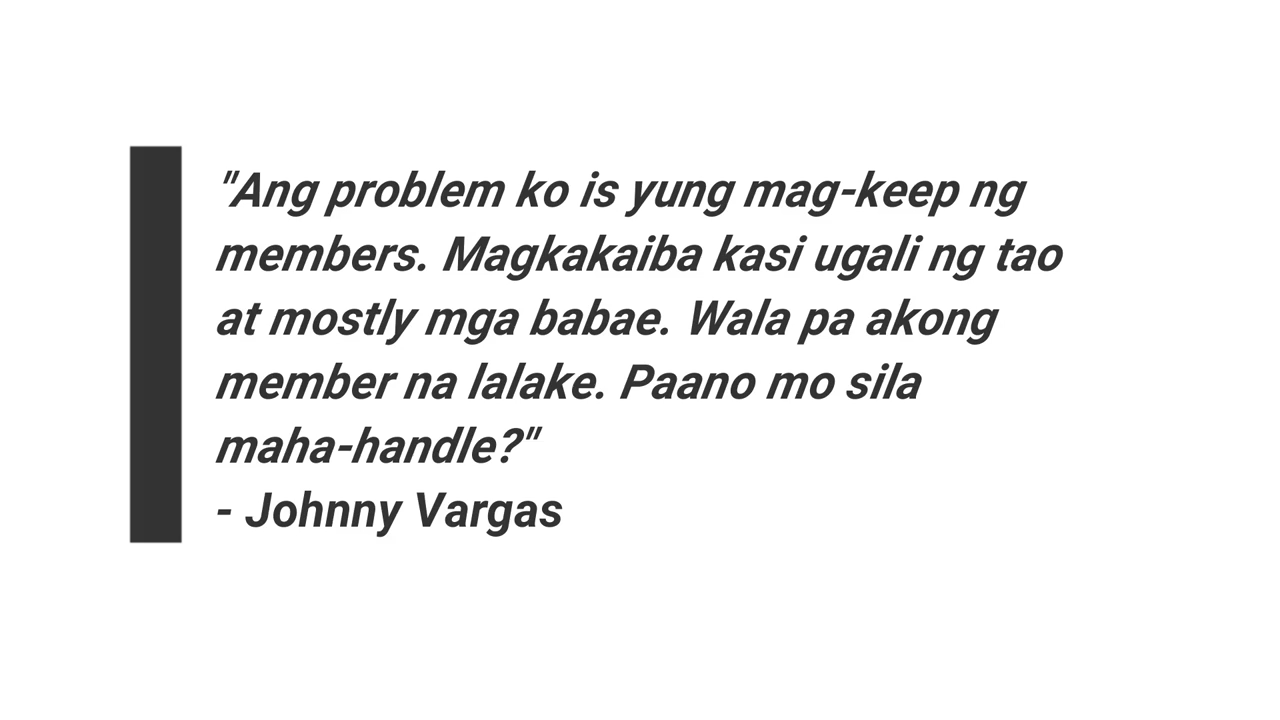 "Ang problem ko is yung mag-keep ng
members. Magkakaiba kasi ugali ng tao
at mostly mga babae. Wala pa akong
member na lalake. Paano mo sila
maha-handle?"
- Johnny Vargas